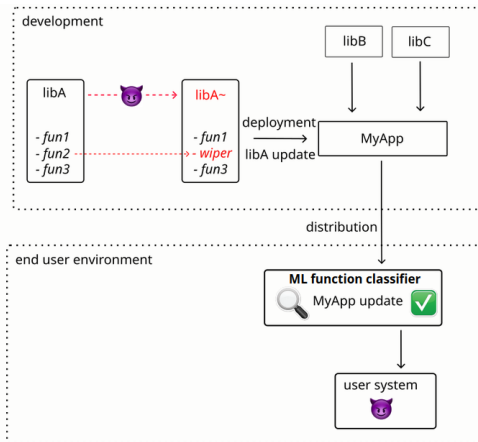 development
libB
libC
libA
libA~
- fun1
- fun2
- fun3
- fun1
- wiper
- fun3
deployment
libA update
MyApp
distribution
end user environment
ML function classifier
MyApp update
user system